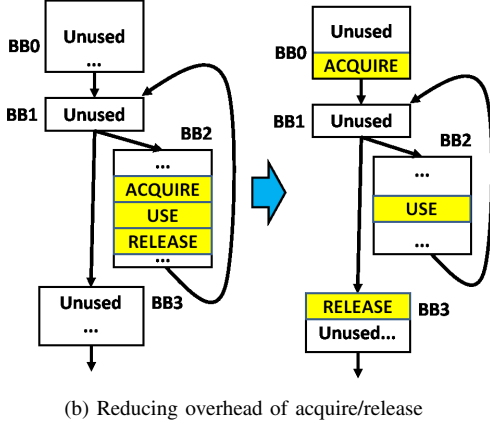 BB0
Unused
...
BB1
Unused
BB2
...
ACQUIRE
USE
RELEASE
...
Unused
...
BB3
BB0
Unused
ACQUIRE
BB1
Unused
BB2
...
USE
...
RELEASE
Unused...
BB3
(b) Reducing overhead of acquire/release